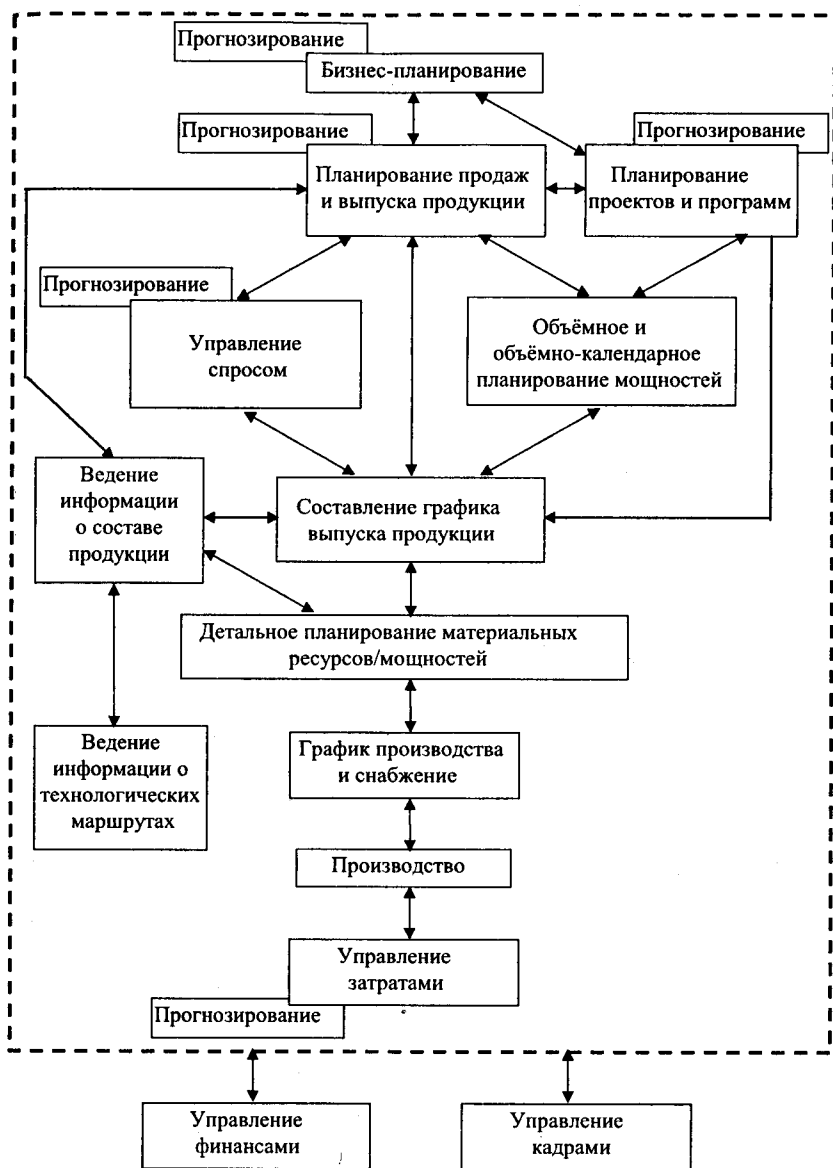 Прогнозирование
Бизнес-планирование
Прогнозирование
Прогнозирование
Планирование продаж
и выпуска продукции
Планирование
проектов и программ
Прогнозирование
Управление
спросом
Объёмное и
объёмно-календарное
планирование мощностей
Ведение
информации
о составе
продукции
Составление графика
выпуска продукции
Детальное планирование материальных
ресурсов/мощностей
Ведение
информации о
технологических
маршрутах
График производства
и снабжение
Производство
Управление
затратами
Прогнозирование
Управление
финансами
Управление
кадрами